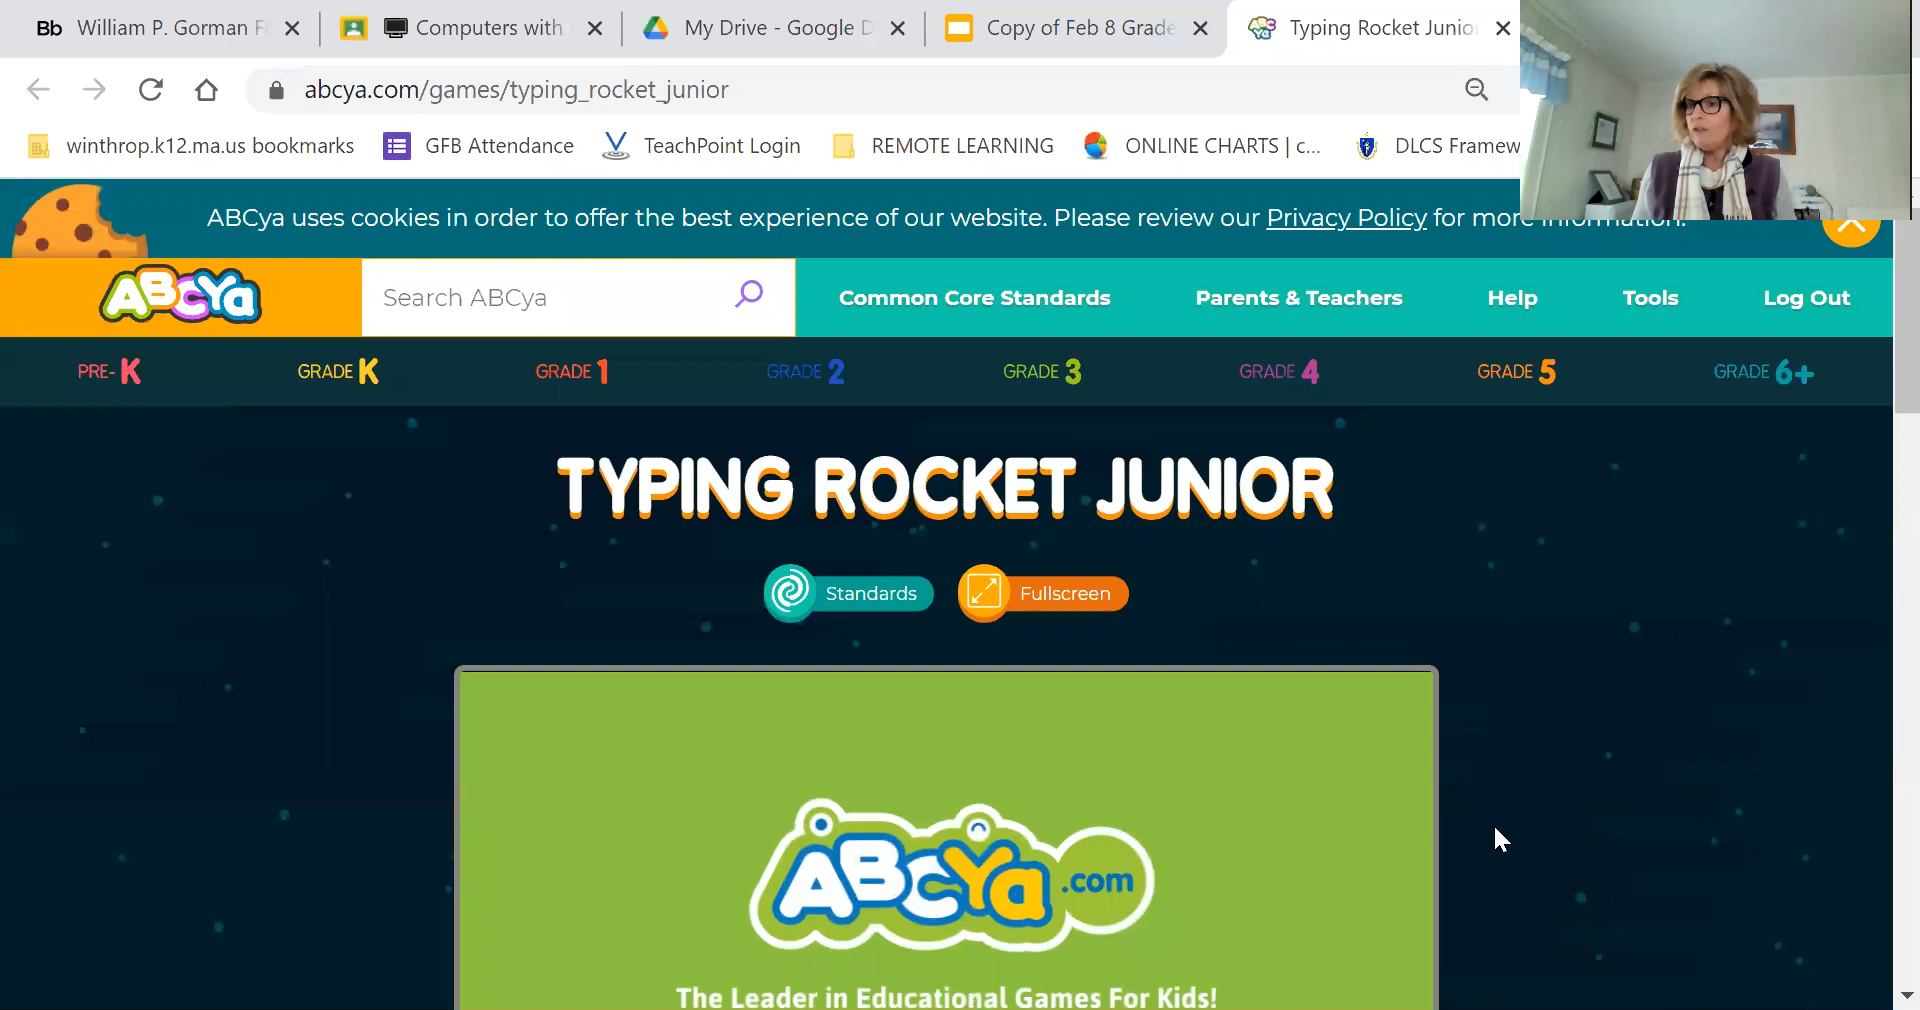 Bb William P. Gorman F Computers with My Drive - Google D Copy of Feb 8 Grade Typing Rocket Junio
abcya.com/games/typing_rocket_junior
winthrop.k12.ma.us bookmarks GFB Attendance TeachPoint Login REMOTE LEARNING ONLINE CHARTS | c... DLCS Framew
ABCya uses cookies in order to offer the best experience of our website. Please review our Privacy Policy for more information.
ABCYa Search ABCya Common Core Standards Parents & Teachers Help Tools Log Out
PRE-K GRADE K GRADE 1 GRADE 2 GRADE 3 GRADE 4 GRADE 5 GRADE 6+
TYPING ROCKET JUNIOR
Standards Fullscreen
ABCYa.com
The Leader in Educational Games For Kids!